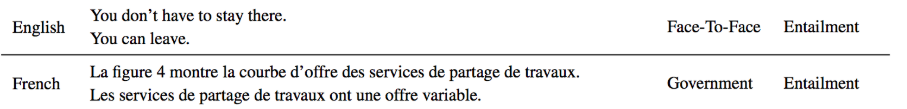 English You don’t have to stay there. Face-To-Face Entailment
You can leave.
French La figure 4 montre la courbe d’offre des services de partage de travaux. Government Entailment
Les services de partage de travaux ont une offre variable.